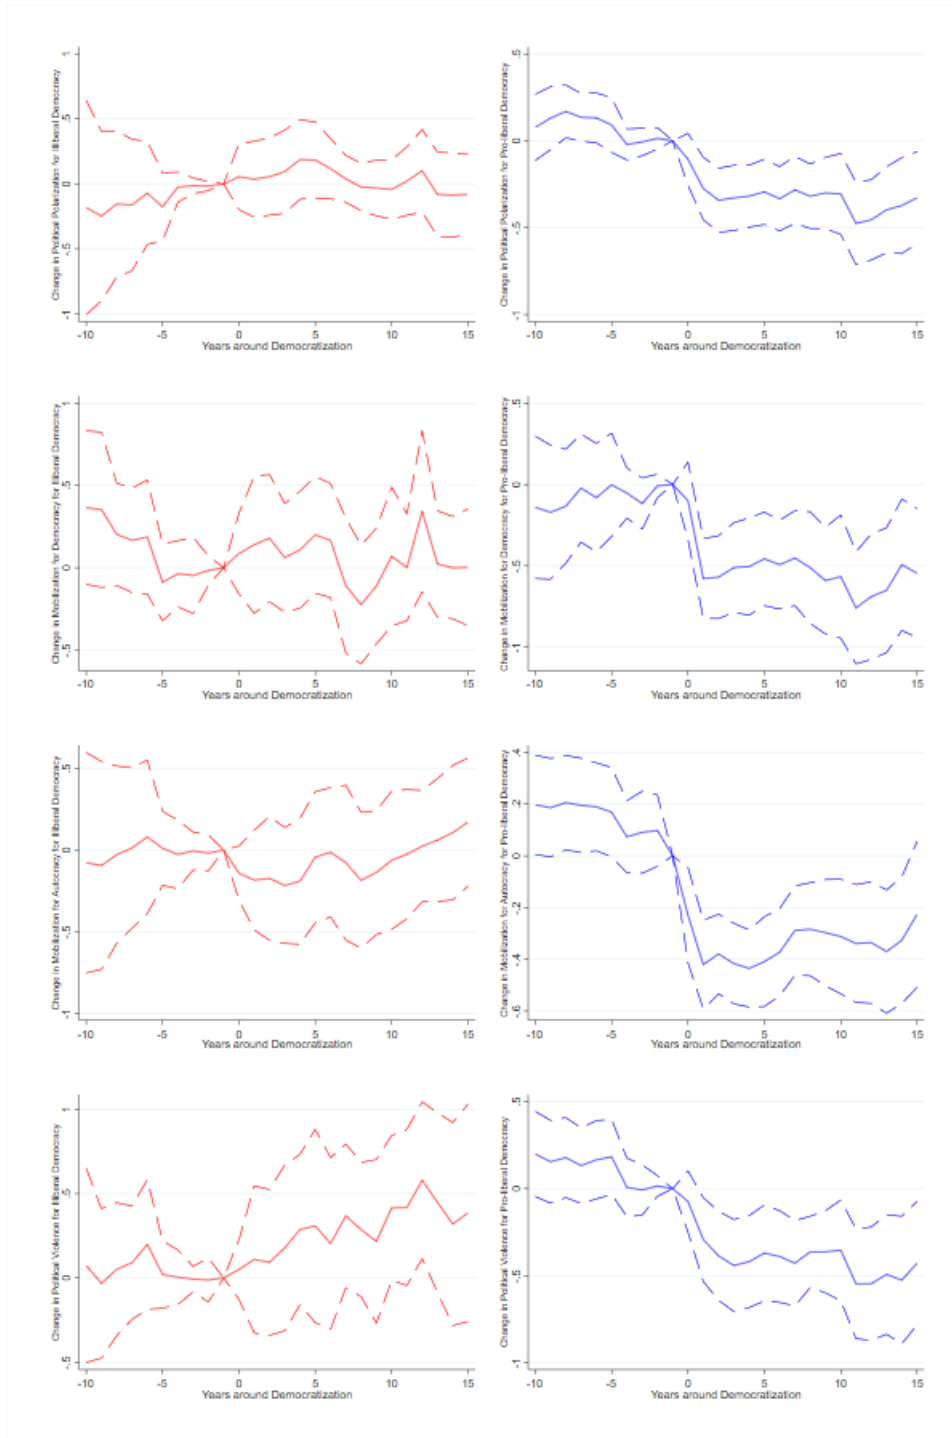 Change in Political Polarization for Illiberal Democracy
1
.5
0
-.5
-1
-10 -5 0 5 10 15
Years around Democratization
Change in Political Polarization for Pro-liberal Democracy
.5
0
-.5
-1
-10 -5 0 5 10 15
Years around Democratization
Change in Mobilization for Democracy for Illiberal Democracy
1
.5
0
-.5
-10 -5 0 5 10 15
Years around Democratization
Change in Mobilization for Democracy for Pro-liberal Democracy
.5
0
-.5
-1
-10 -5 0 5 10 15
Years around Democratization
Change in Mobilization for Autocracy for Illiberal Democracy
.5
0
-.5
-1
-10 -5 0 5 10 15
Years around Democratization
Change in Mobilization for Autocracy for Pro-liberal Democracy
.4
.2
0
-.2
-.4
-.6
-10 -5 0 5 10 15
Years around Democratization
Change in Political Violence for Illiberal Democracy
1
.5
0
-.5
-10 -5 0 5 10 15
Years around Democratization
Change in Political Violence for Pro-liberal Democracy
.5
0
-.5
-1
-10 -5 0 5 10 15
Years around Democratization